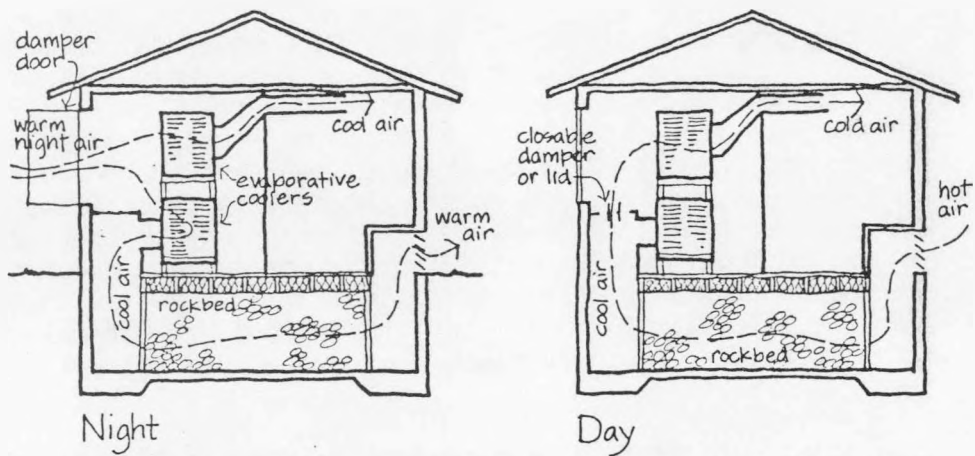 damper
door
warm
night air
cool air
evaporative
coolers
warm
air
cool air
rockbed
Night
closable
damper
or lid
cold air
hot
air
cool air
rockbed
Day